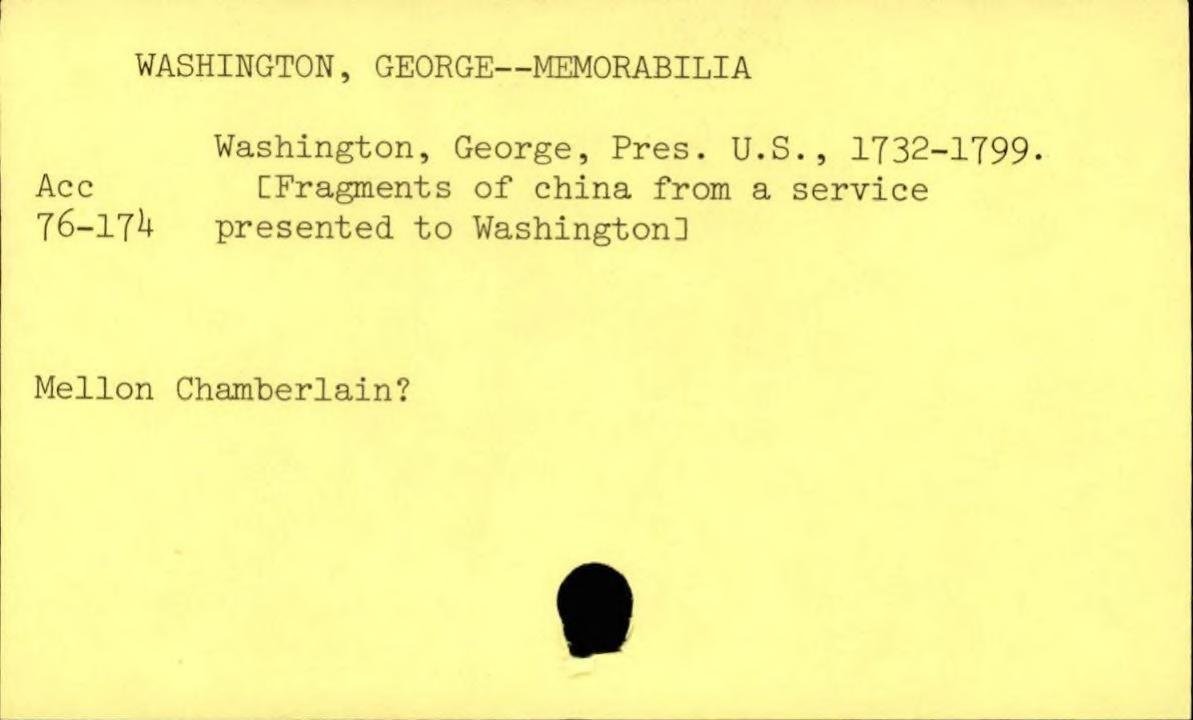 WASHINGTON, GEORGE--MEMORABILIA
Washington, George, Pres. U.S., 1732-1799.
Acc [Fragments of china from a service
76-174 presented to Washington]
Mellon Chamberlain?